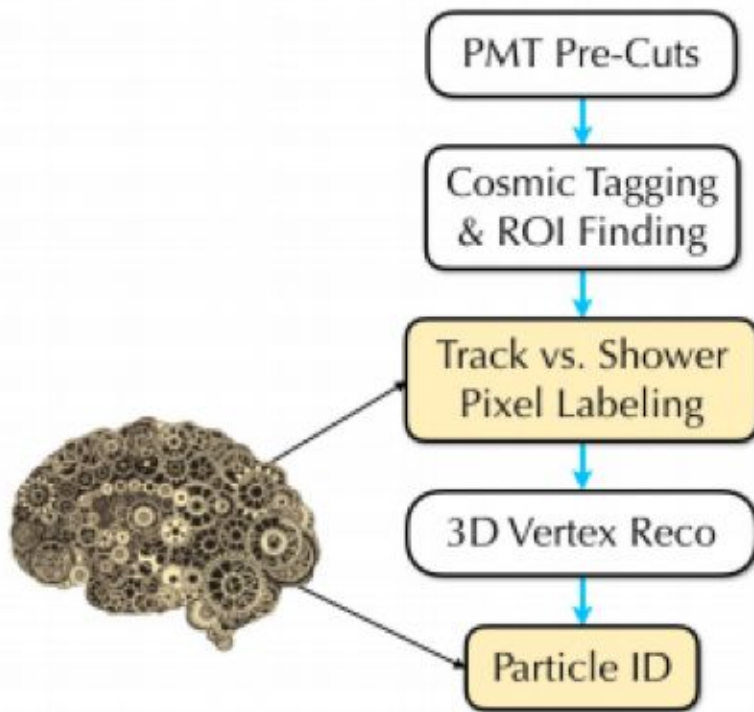 PMT Pre-Cuts
Cosmic Tagging
& ROI Finding
Track vs. Shower
Pixel Labeling
3D Vertex Reco
Particle ID